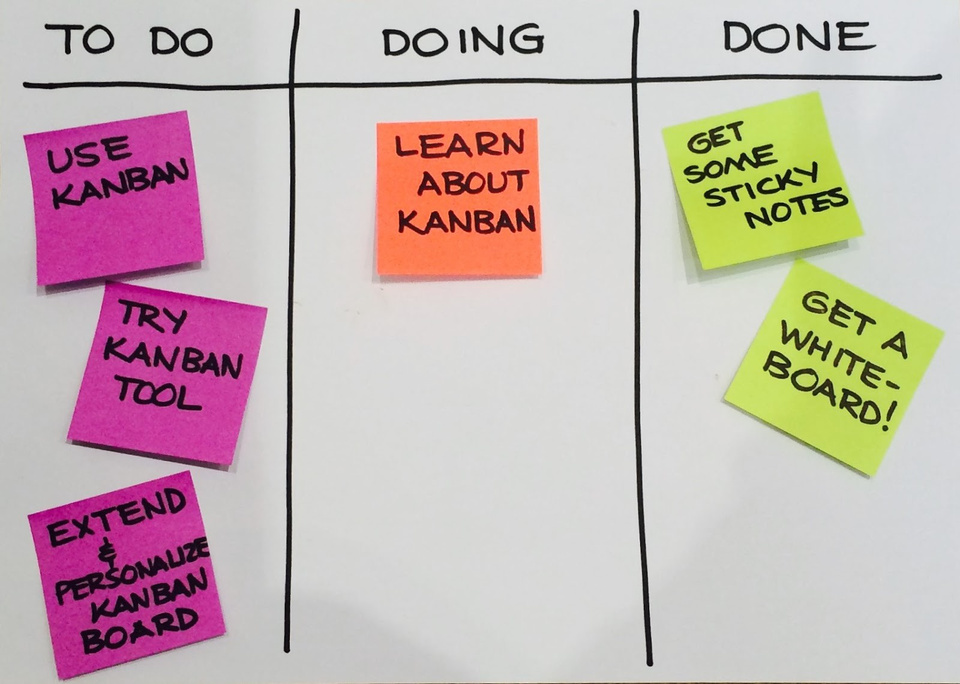 TO DO
DOING
DONE
USE
KANBAN
TRY
KANBAN
TOOL
EXTEND
&
PERSONALIZE
KANBAN
BOARD
LEARN
ABOUT
KANBAN
GET
SOME
STICKY
NOTES
GET A
WHITE-
BOARD!